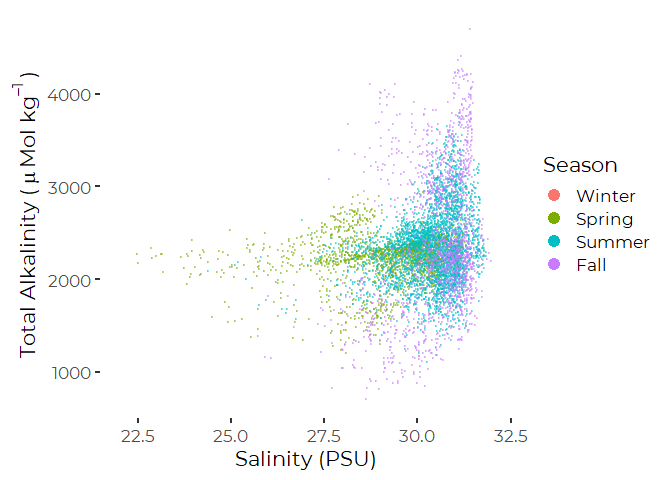 4000
3000
2000
1000
Total Alkalinity ( μ Mol kg⁻¹ )
22.5 25.0 27.5 30.0 32.5
Salinity (PSU)
Season
Winter
Spring
Summer
Fall